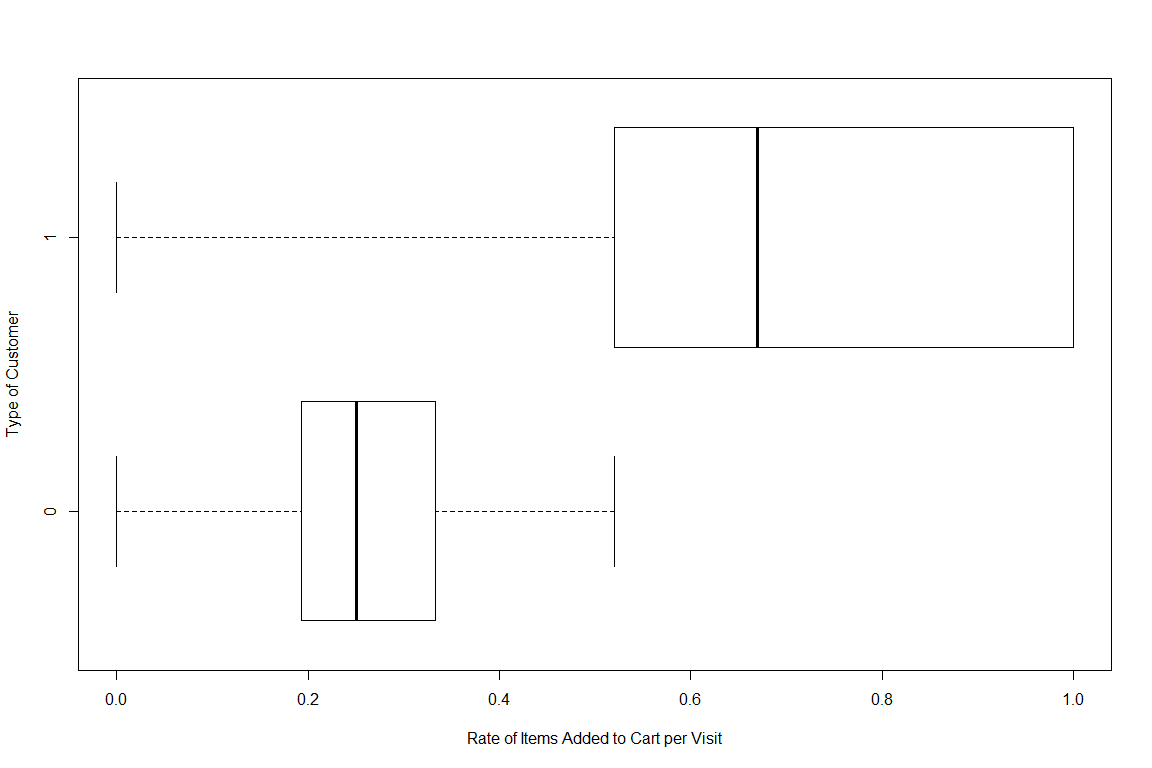 Type of Customer
1
0
0.0 0.2 0.4 0.6 0.8 1.0
Rate of Items Added to Cart per Visit